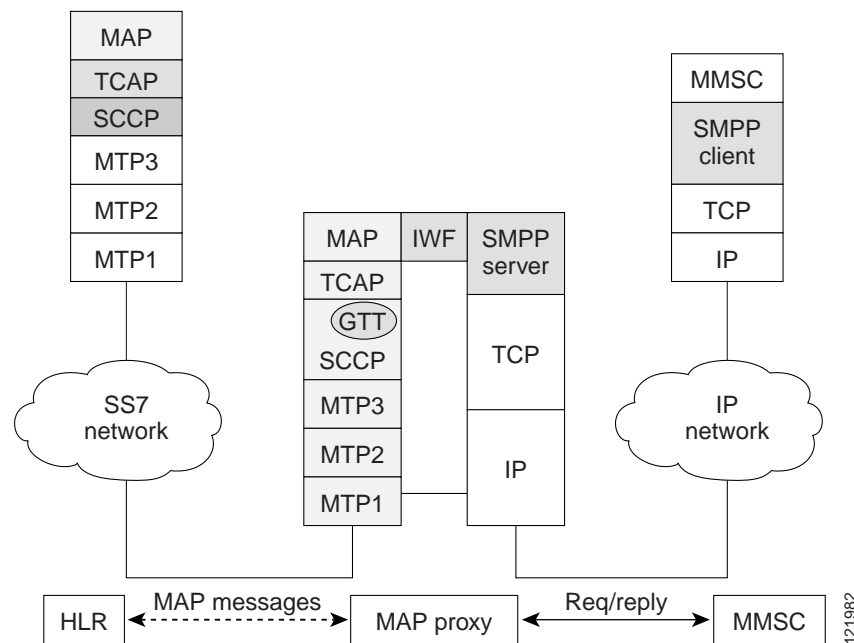 MAP
TCAP
SCCP
MTP3
MTP2
MTP1
SS7
network
MAP
TCAP
GTT
SCCP
MTP3
MTP2
MTP1
IWF
SMPP
server
TCP
IP
MMSC
SMPP
client
TCP
IP
IP
network
HLR
MAP messages
MAP proxy
Req/reply
MMSC
121982